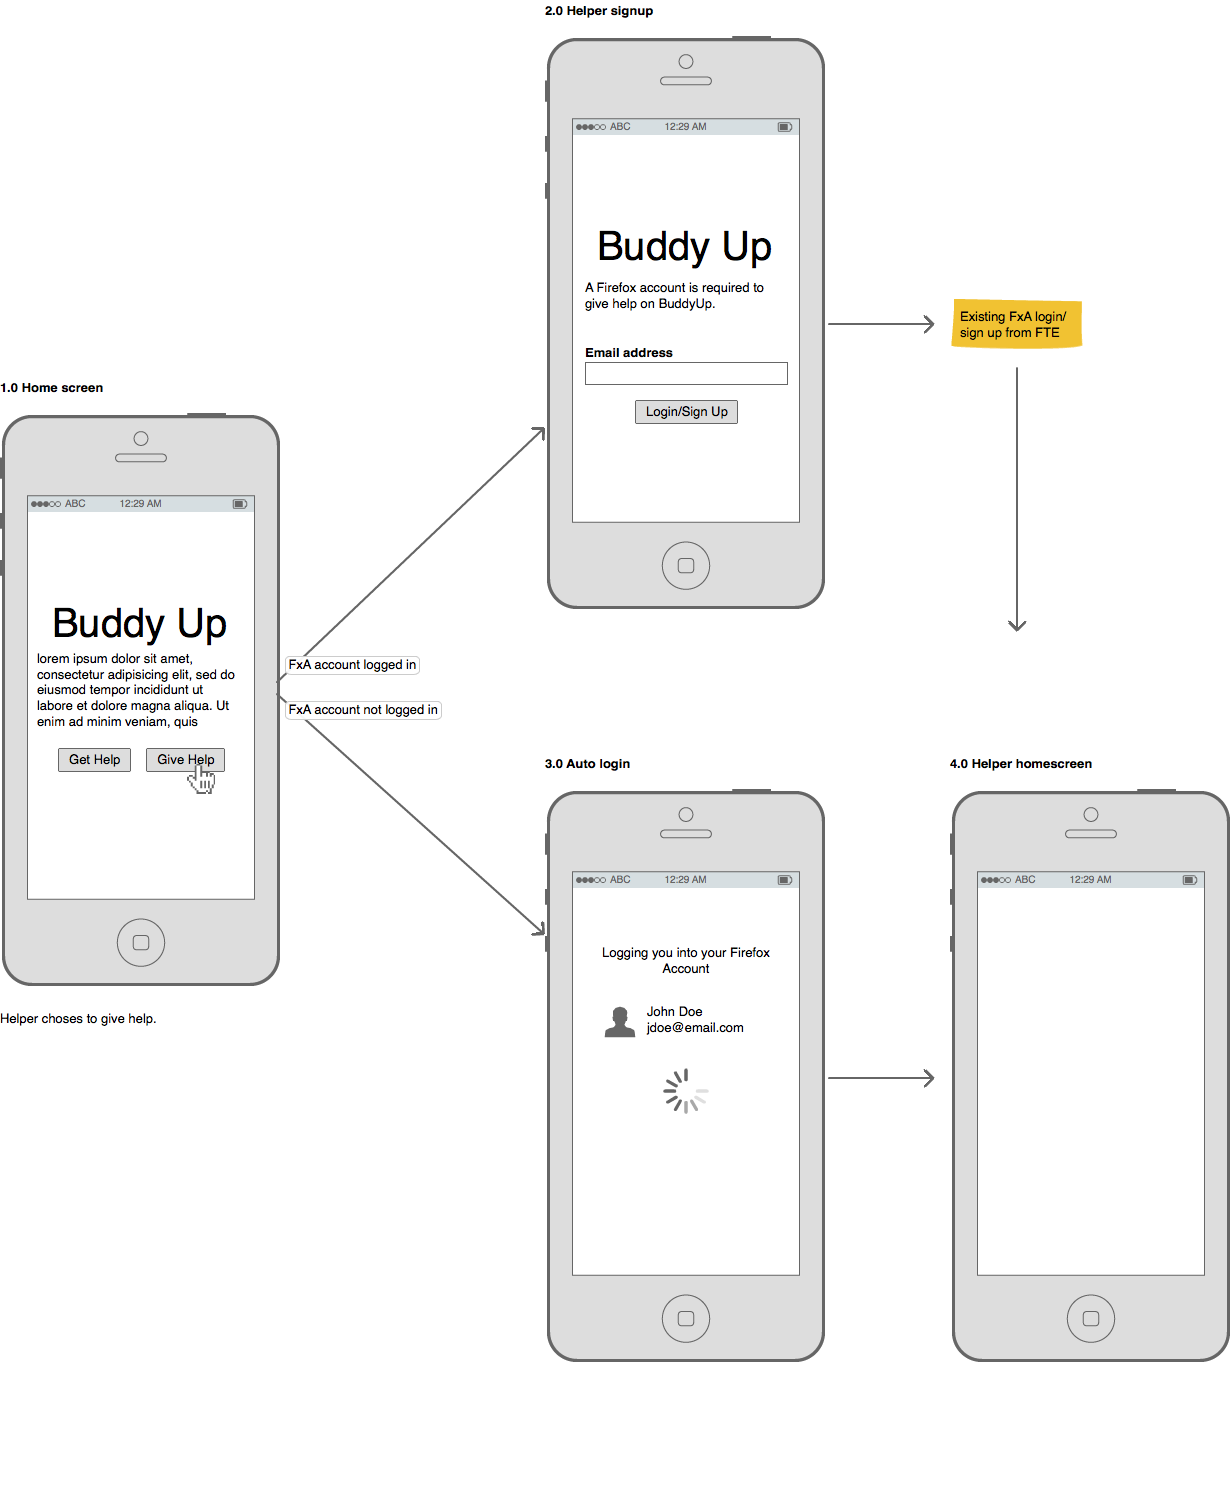 2.0 Helper signup
ABC 12:29 AM
Buddy Up
A Firefox account is required to
give help on BuddyUp.
Email address
Login/Sign Up
Existing FxA login/
sign up from FTE
1.0 Home screen
ABC 12:29 AM
Buddy Up
lorem ipsum dolor sit amet,
consectetur adipisicing elit, sed do
eiusmod tempor incididunt ut
labore et dolore magna aliqua. Ut
enim ad minim veniam, quis
Get Help
Give Help
Helper choses to give help.
FxA account logged in
FxA account not logged in
3.0 Auto login
ABC 12:29 AM
Logging you into your Firefox
Account
John Doe
jdoe@email.com
4.0 Helper homescreen
ABC 12:29 AM